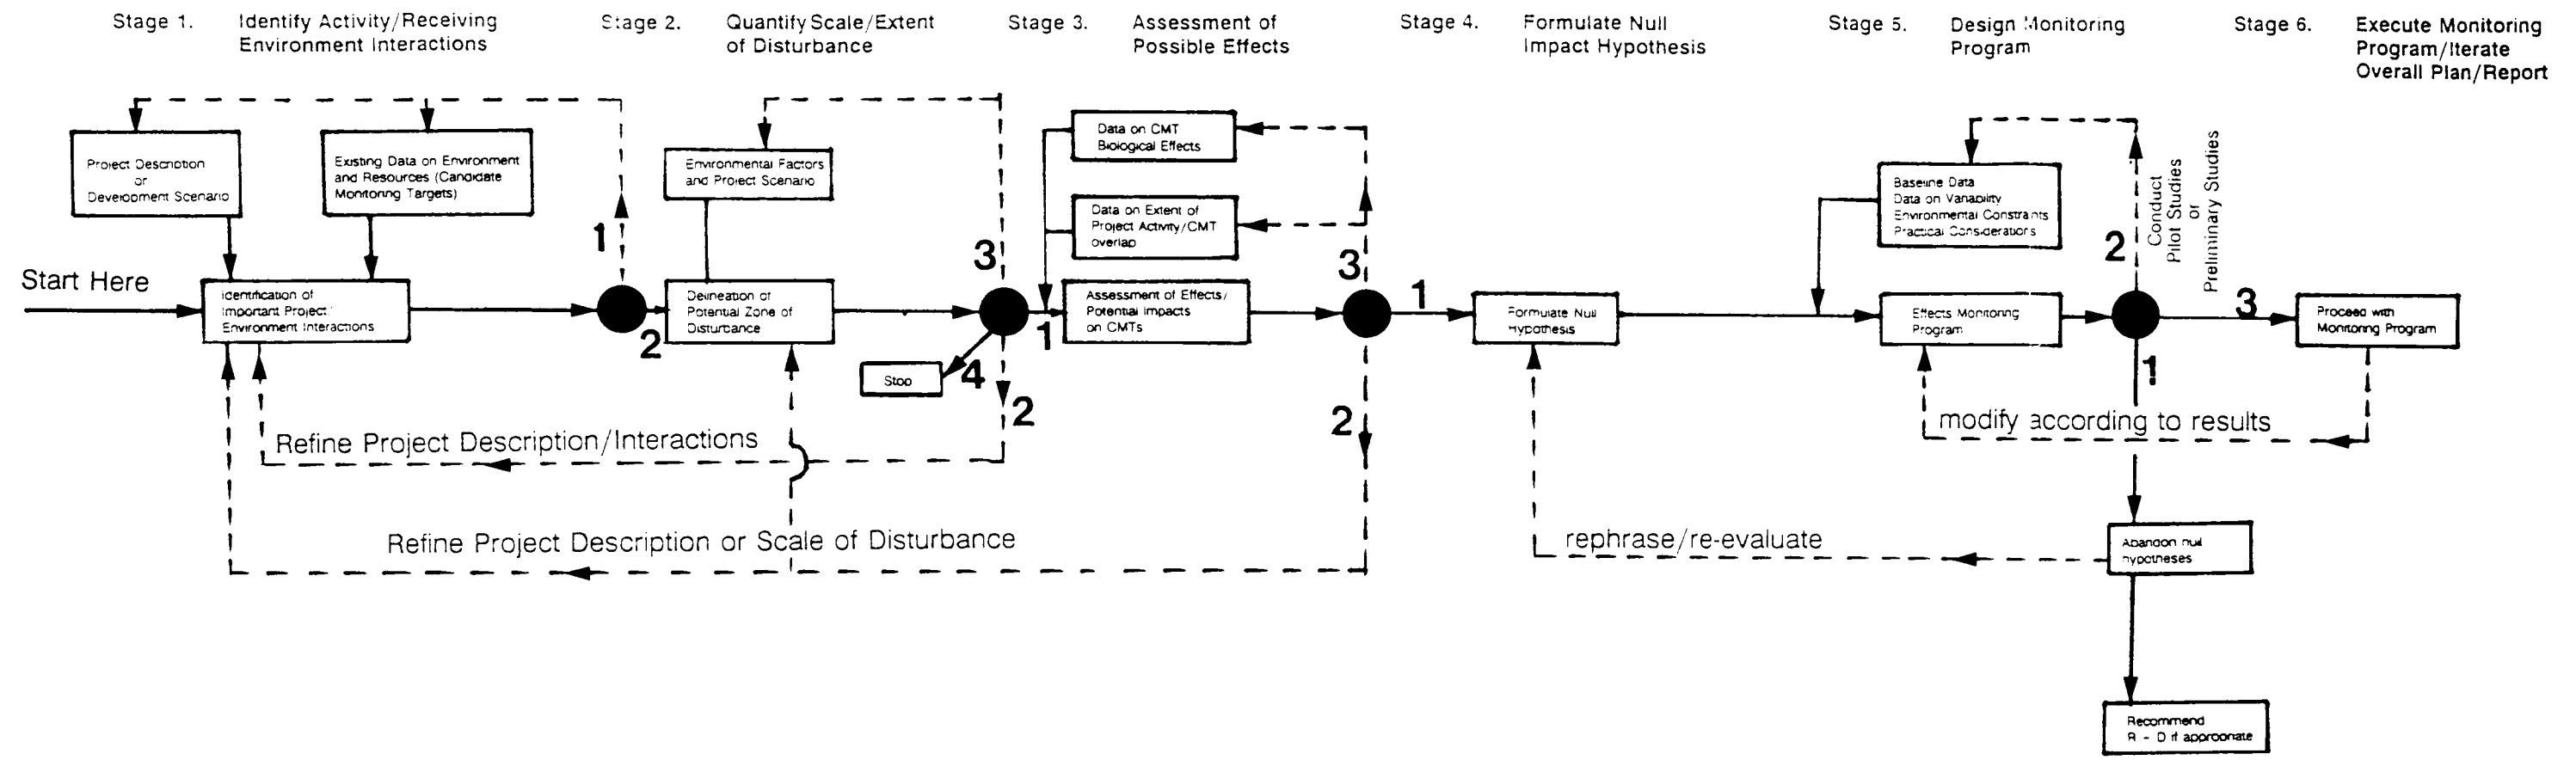 Stage 1.
Identify Activity/Receiving
Environment Interactions
Stage 2.
Quantify Scale/Extent
of Disturbance
Stage 3.
Assessment of
Possible Effects
Stage 4.
Formulate Null
Impact Hypothesis
Stage 5.
Design Monitoring
Program
Stage 6.
Execute Monitoring
Program/Iterate
Overall Plan/Report
Project Description
or
Development Scenario
Existing Data on Environment
and Resources (Candidate
Monitoring Targets)
Environmental Factors
and Project Scenario
Data on CMT
Biological Effects
Data on Extent of
Project Activity/CMT
overlap
Baseline Data
Data on Variability
Environmental Constraints
Practical Considerations
Conduct
Pilot Studies
or
Preliminary Studies
Start Here
Identification of
Important Project/
Environment Interactions
1
2
Delineation of
Potential Zone of
Disturbance
3
1
4
2
Stop
Assessment of Effects/
Potential Impacts
on CMTs
3
1
2
Formulate Null
Hypothesis
Effects Monitoring
Program
2
3
1
Proceed with
Monitoring Program
Refine Project Description/Interactions
modify according to results
Refine Project Description or Scale of Disturbance
rephrase/re-evaluate
Abandon null
hypotheses
Recommend
R - D if appropriate